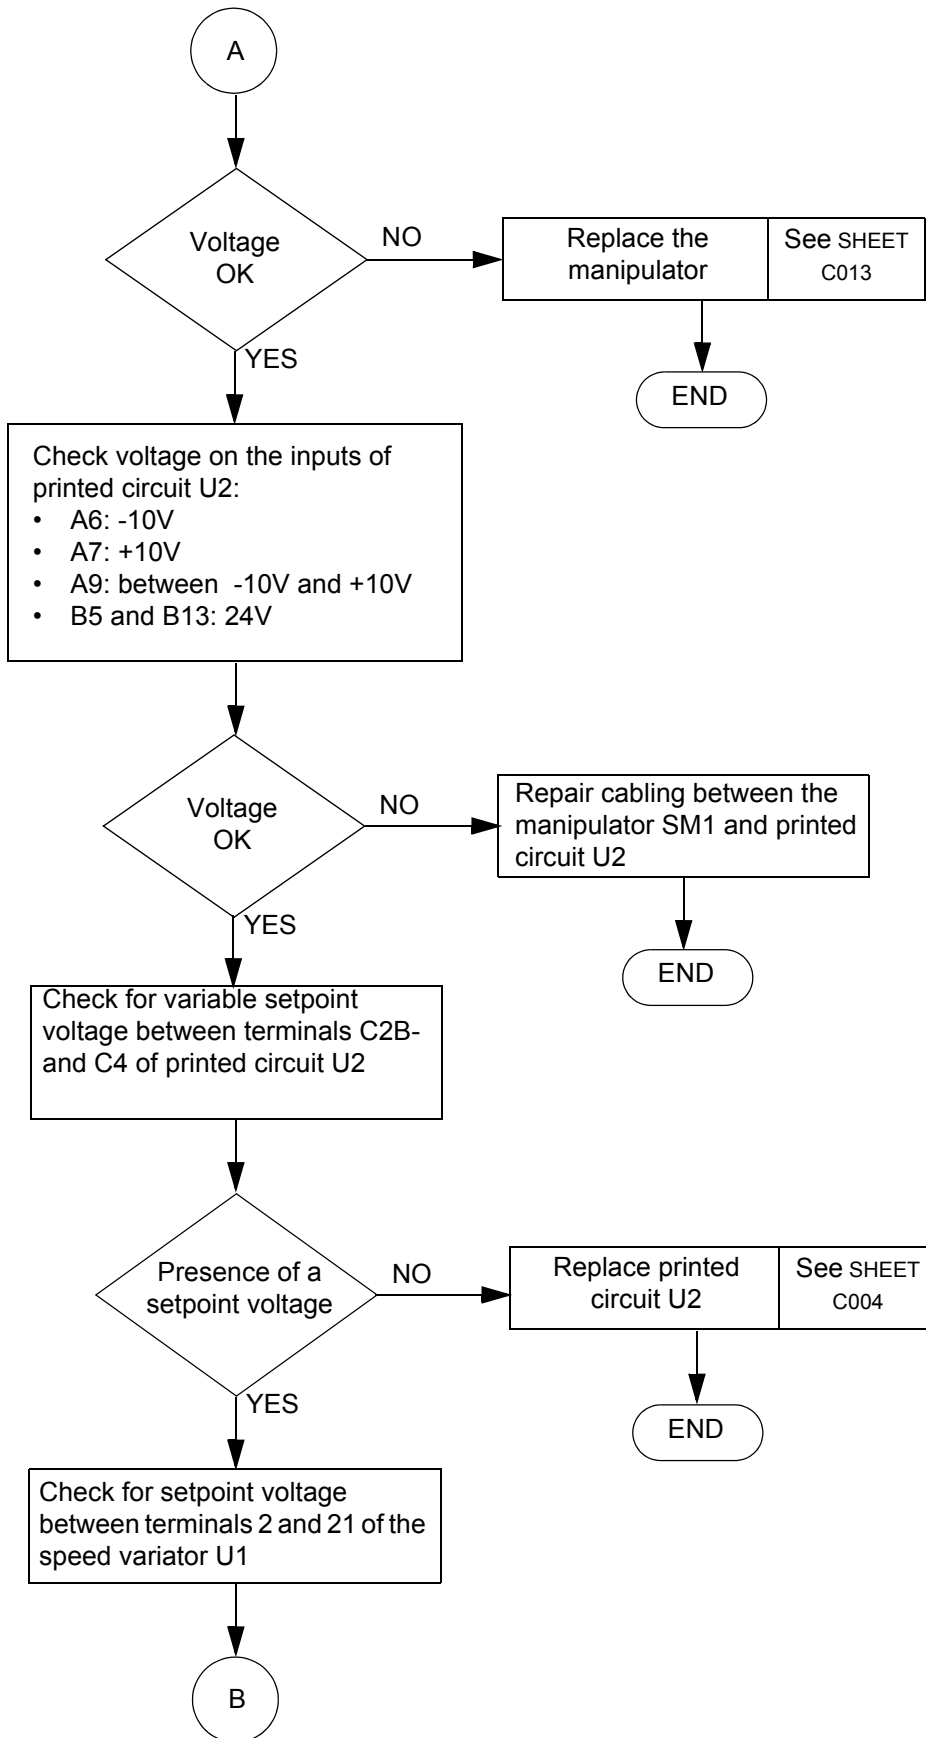 A
Voltage
OK
NO
Replace the
manipulator
See SHEET
C013
END
YES
Check voltage on the inputs of
printed circuit U2:
• A6: -10V
• A7: +10V
• A9: between -10V and +10V
• B5 and B13: 24V
Voltage
OK
NO
Repair cabling between the
manipulator SM1 and printed
circuit U2
END
YES
Check for variable setpoint
voltage between terminals C2B-
and C4 of printed circuit U2
Presence of a
setpoint voltage
NO
Replace printed
circuit U2
See SHEET
C004
END
YES
Check for setpoint voltage
between terminals 2 and 21 of the
speed variator U1
B